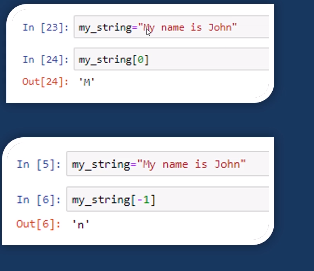 In [23]: my_string="My name is John"
In [24]: my_string[0]
Out[24]: 'M'
In [5]: my_string="My name is John"
In [6]: my_string[-1]
Out[6]: 'n'